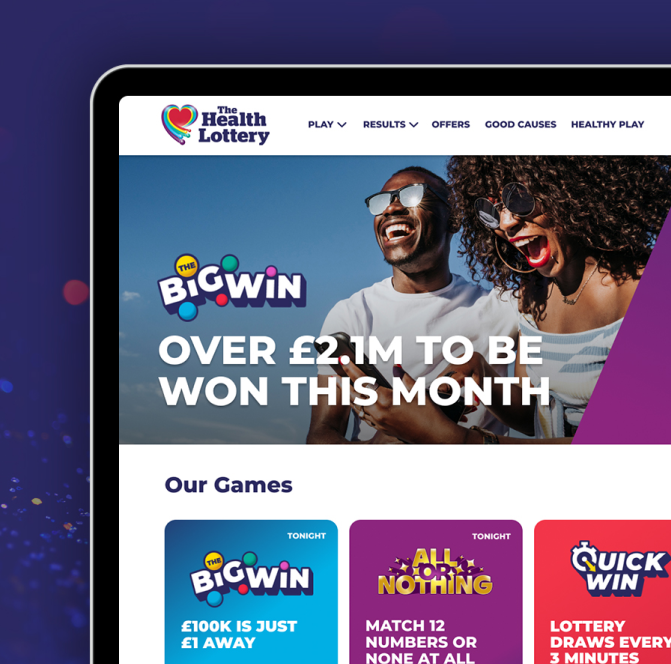 The
Health
Lottery
PLAY RESULTS OFFERS GOOD CAUSES HEALTHY PLAY
THE
BIG WIN
OVER £2.1M TO BE
WON THIS MONTH
Our Games
TONIGHT
THE
BIG WIN
£100K IS JUST
£1 AWAY
TONIGHT
ALL
OR
NOTHING
MATCH 12
NUMBERS OR
NONE AT ALL
QUICK
WIN
LOTTERY
DRAWS EVERY
3 MINUTES